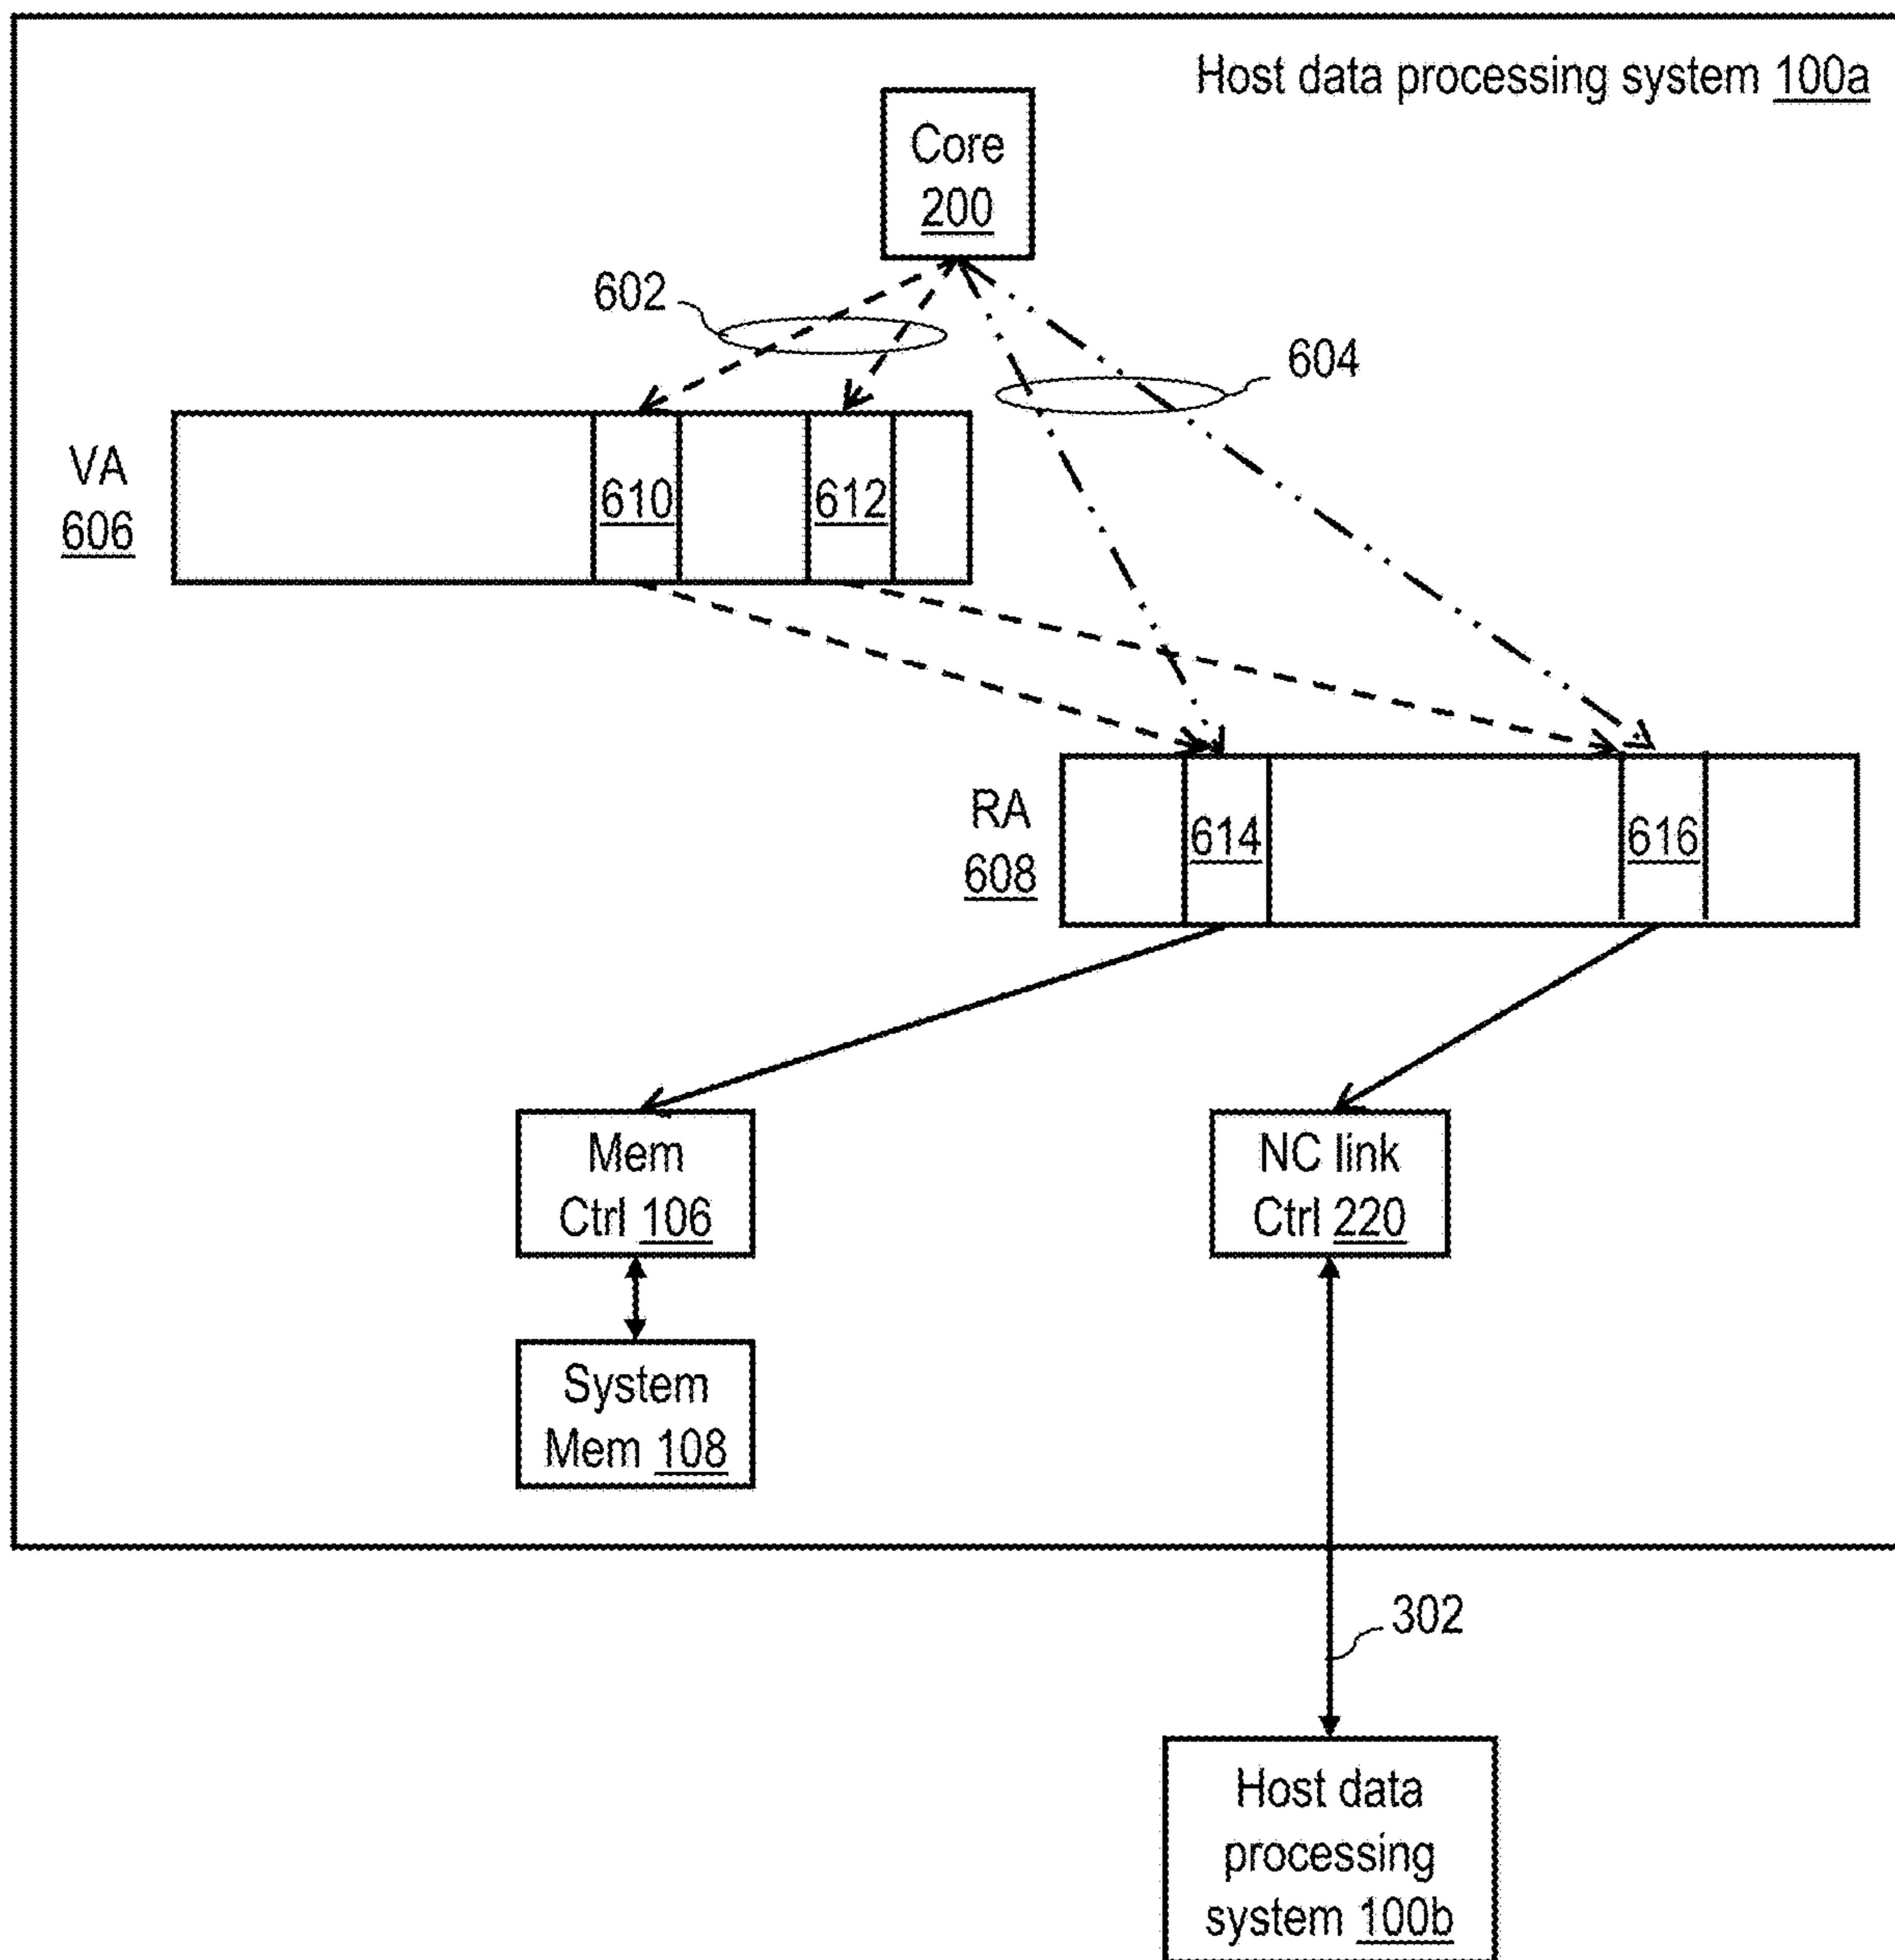 Host data processing system 100a
Core
200
602
604
VA
606
610
612
RA
608
614
616
Mem
Ctrl 106
NC link
Ctrl 220
System
Mem 108
302
Host data
processing
system 100b